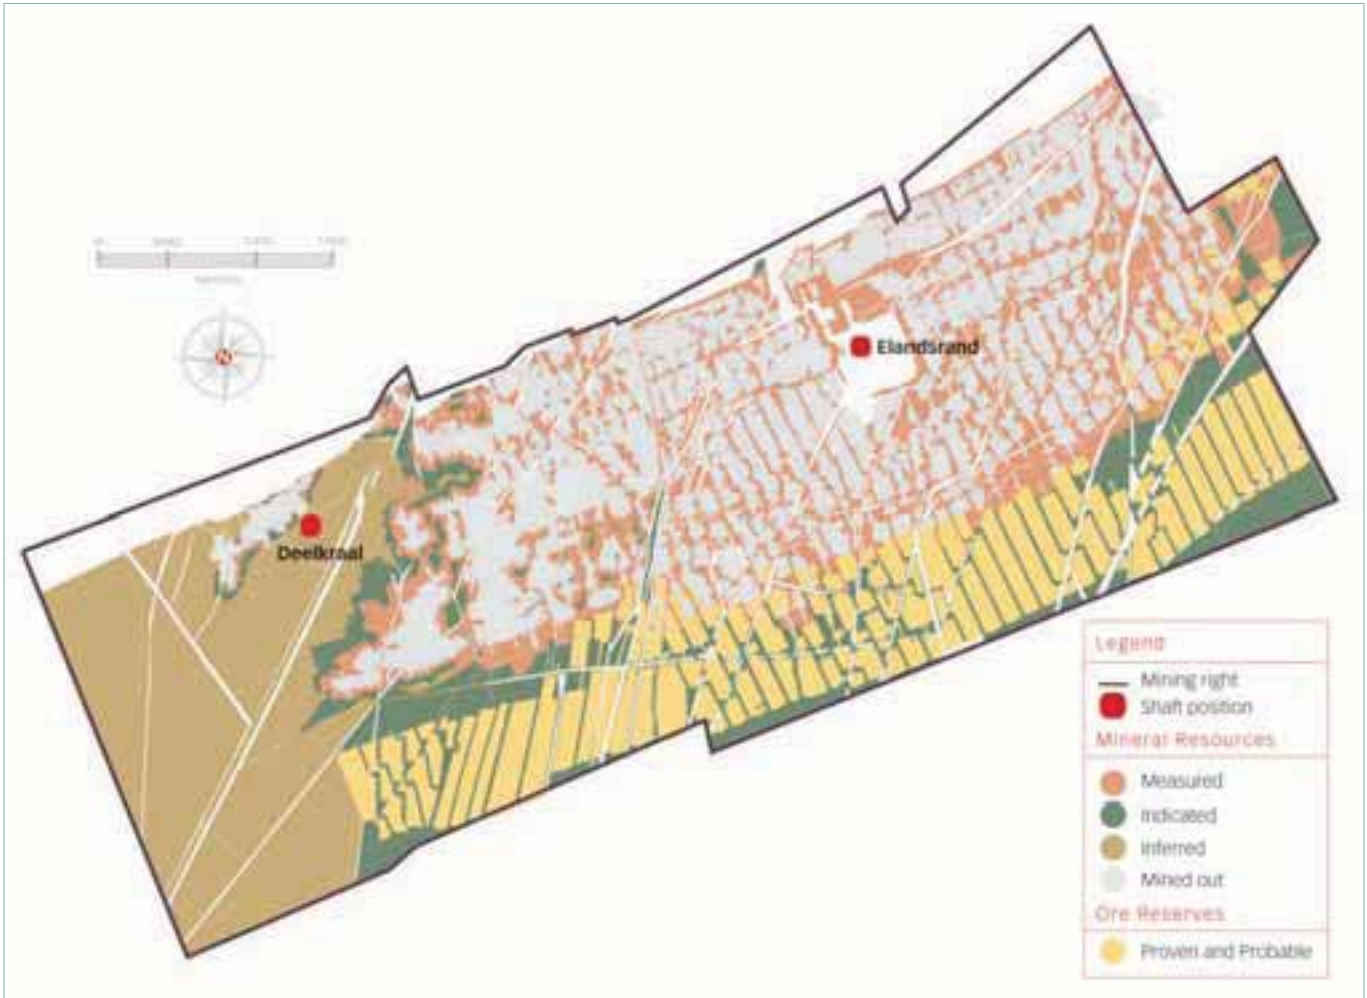 N
Elandsrand
Deelkraal
Legend
Mining right
Shaft position
Mineral Resources
Measured
Indicated
Inferred
Mined out
Ore Reserves
Proven and Probable